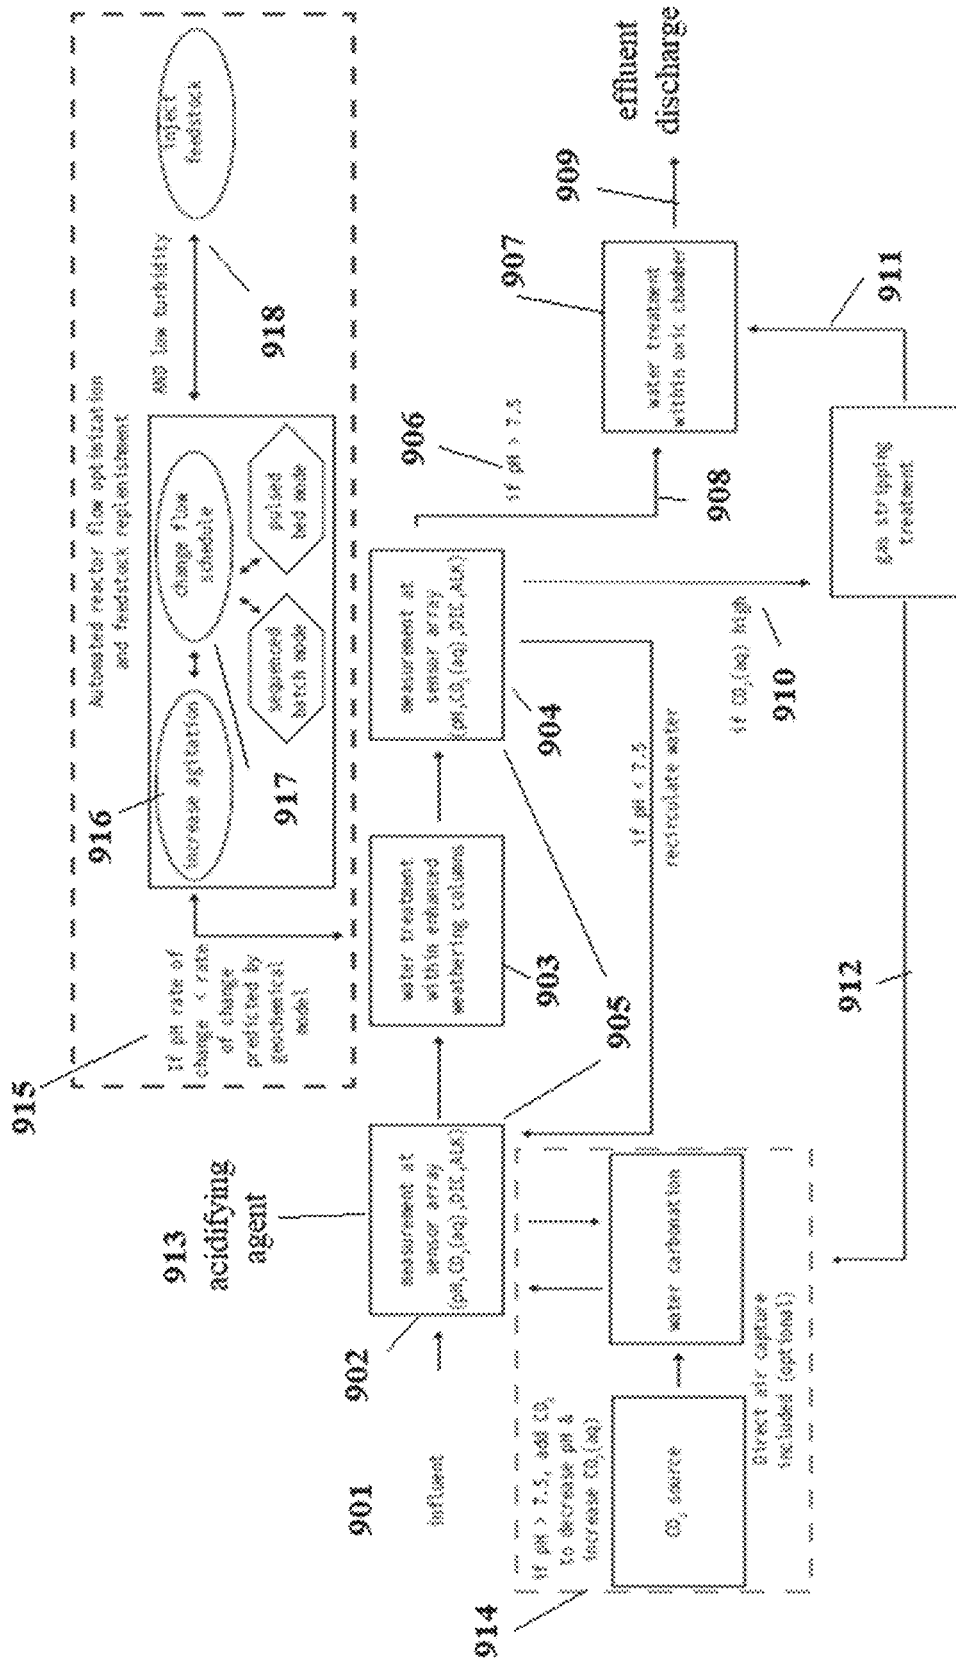 915
If pH rate of
change < rate
of change
predicted by
geochemical
model
Automated reactor flow optimization
and feedstock replenishment
916
increase agitation
917
change flow
schedule
sequenced
batch mode
pulsed
bed mode
AND low turbidity
918
inject
feedstock
913
acidifying
agent
901
influent
902
measurement at
sensor array
(pH,CO2(aq),DIC,ALK)
903
water treatment
within enhanced
weathering columns
904
measurement at
sensor array
(pH,CO2(aq),DIC,ALK)
905
906
if pH > 7.5
907
water treatment
within oxic chamber
908
909
effluent
discharge
if pH < 7.5
recirculate water
if CO2(aq) high
910
911
gas stripping
treatment
912
914
if pH > 7.5, add CO2
to decrease pH &
increase CO2(aq)
CO2 source
water carbonation
Direct air capture
included (optional)